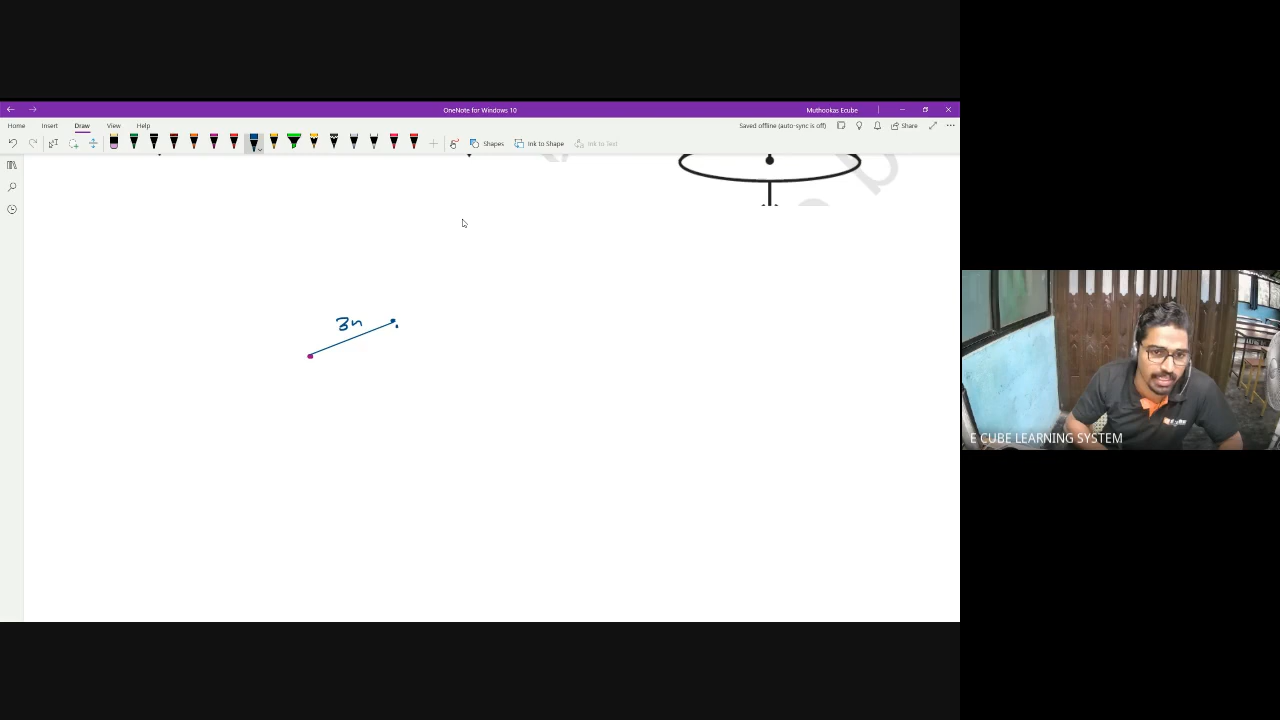 OneNote for Windows 10
Muthookas Ecube
Home Insert Draw View Help
Saved offline (auto-sync is off)
Share
Shapes
Ink to Shape
Ink to Text
3m
E CUBE LEARNING SYSTEM